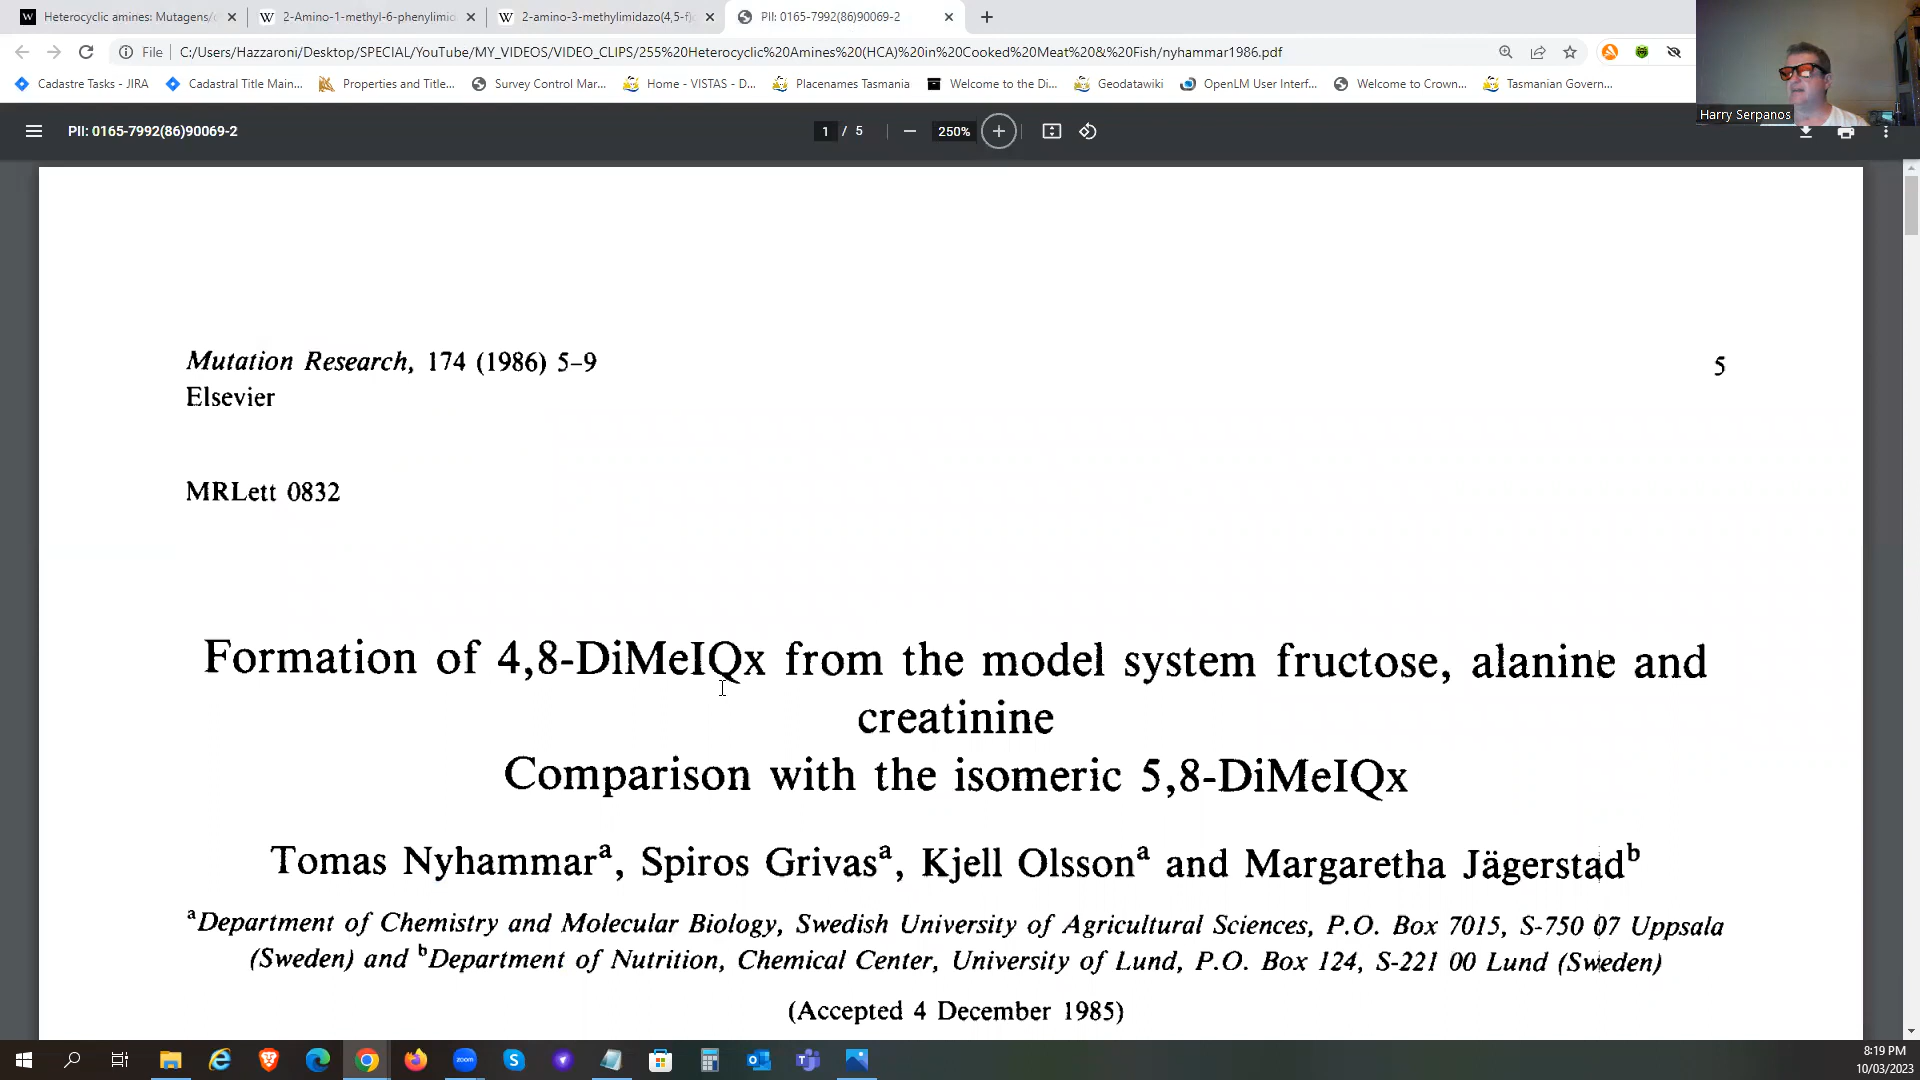 Heterocyclic amines: Mutagens/c
2-Amino-1-methyl-6-phenylimid
2-amino-3-methylimidazo(4,5-f)c
PII: 0165-7992(86)90069-2
File
C:/Users/Hazzaroni/Desktop/SPECIAL/YouTube/MY_VIDEOS/VIDEO_CLIPS/255%20Heterocyclic%20Amines%20(HCA)%20in%20Cooked%20Meat%20&%20Fish/nyhammar1986.pdf
Cadastre Tasks - JIRA
Cadastral Title Main...
Properties and Title...
Survey Control Mar...
Home - VISTAS - D...
Placenames Tasmania
Welcome to the Di...
Geodatawiki
OpenLM User Interf...
Welcome to Crown...
Tasmanian Govern...
Harry Serpanos
PII: 0165-7992(86)90069-2
1 / 5
250%
Mutation Research, 174 (1986) 5–9
5
Elsevier
MRLett 0832
Formation of 4,8-DiMeIQx from the model system fructose, alanine and
creatinine
Comparison with the isomeric 5,8-DiMeIQx
Tomas Nyhammar^a, Spiros Grivas^a, Kjell Olsson^a and Margaretha Jägerstad^b
^a Department of Chemistry and Molecular Biology, Swedish University of Agricultural Sciences, P.O. Box 7015, S-750 07 Uppsala
(Sweden) and ^b Department of Nutrition, Chemical Center, University of Lund, P.O. Box 124, S-221 00 Lund (Sweden)
(Accepted 4 December 1985)
zoom
8:19 PM
10/03/2023